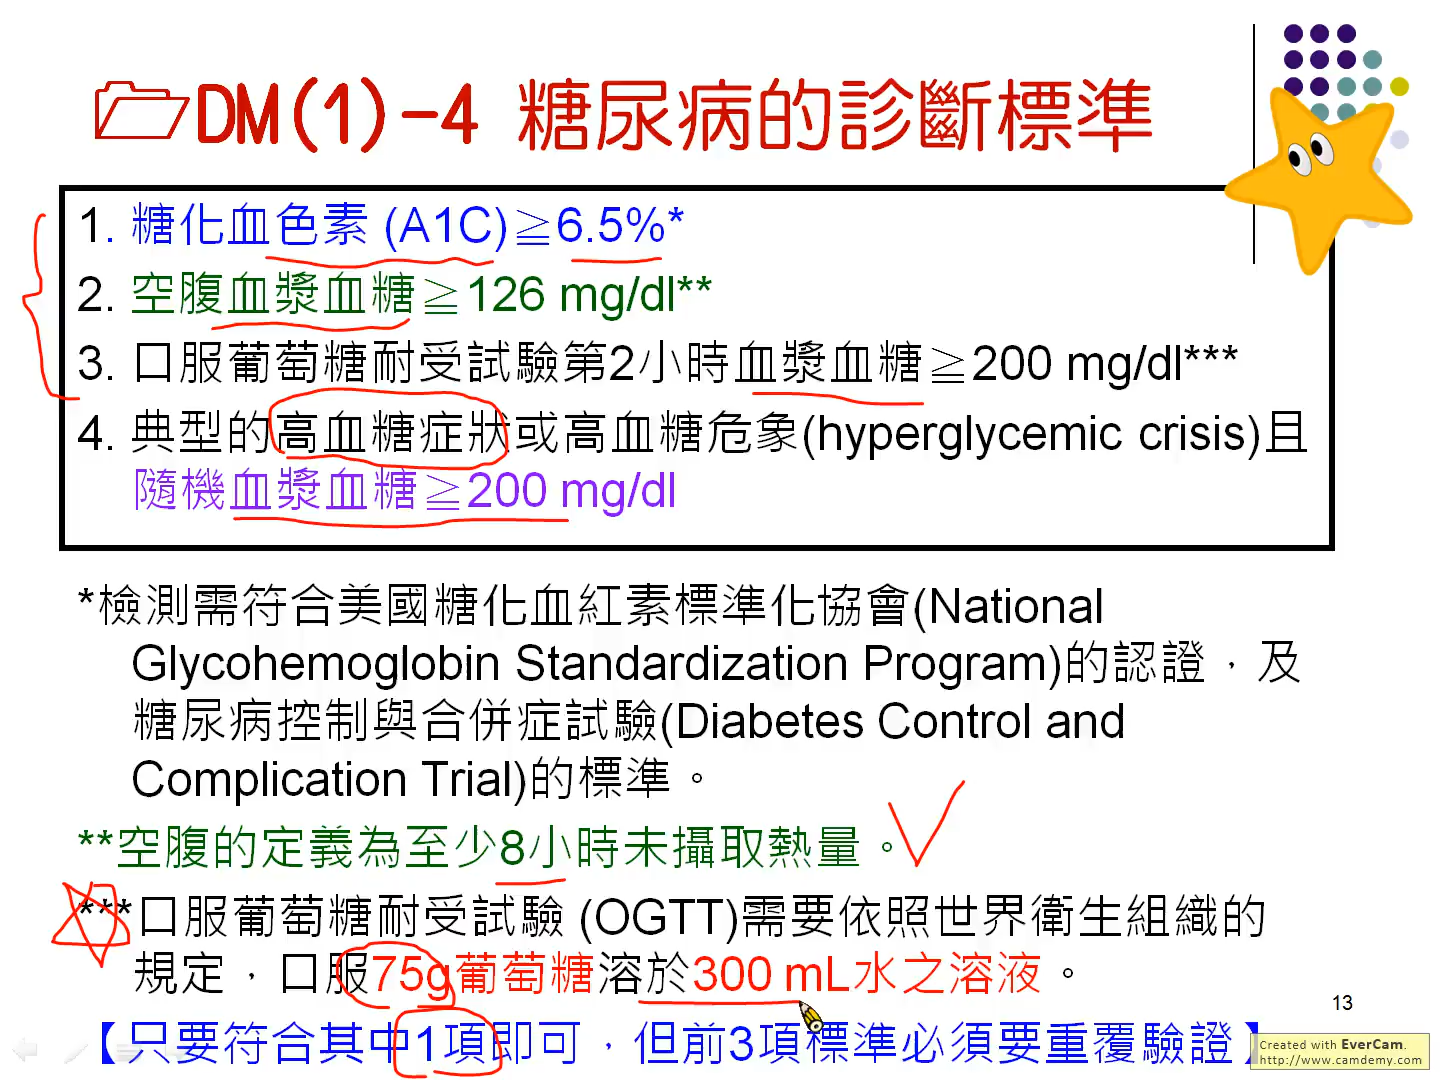 DM(1)-4 糖尿病的診斷標準
1. 糖化血色素 (A1C)≧6.5%*
2. 空腹血漿血糖≧126 mg/dl**
3. 口服葡萄糖耐受試驗第2小時血漿血糖≧200 mg/dl***
4. 典型的高血糖症狀或高血糖危象(hyperglycemic crisis)且
隨機血漿血糖≧200 mg/dl
*檢測需符合美國糖化血紅素標準化協會(National
Glycohemoglobin Standardization Program)的認證，及
糖尿病控制與合併症試驗(Diabetes Control and
Complication Trial)的標準。
**空腹的定義為至少8小時未攝取熱量。
***口服葡萄糖耐受試驗 (OGTT)需要依照世界衛生組織的
規定，口服75g葡萄糖溶於300 mL水之溶液。
13
【只要符合其中1項即可，但前3項標準必須要重覆驗證】
Created with EverCam.
http://www.camdemy.com